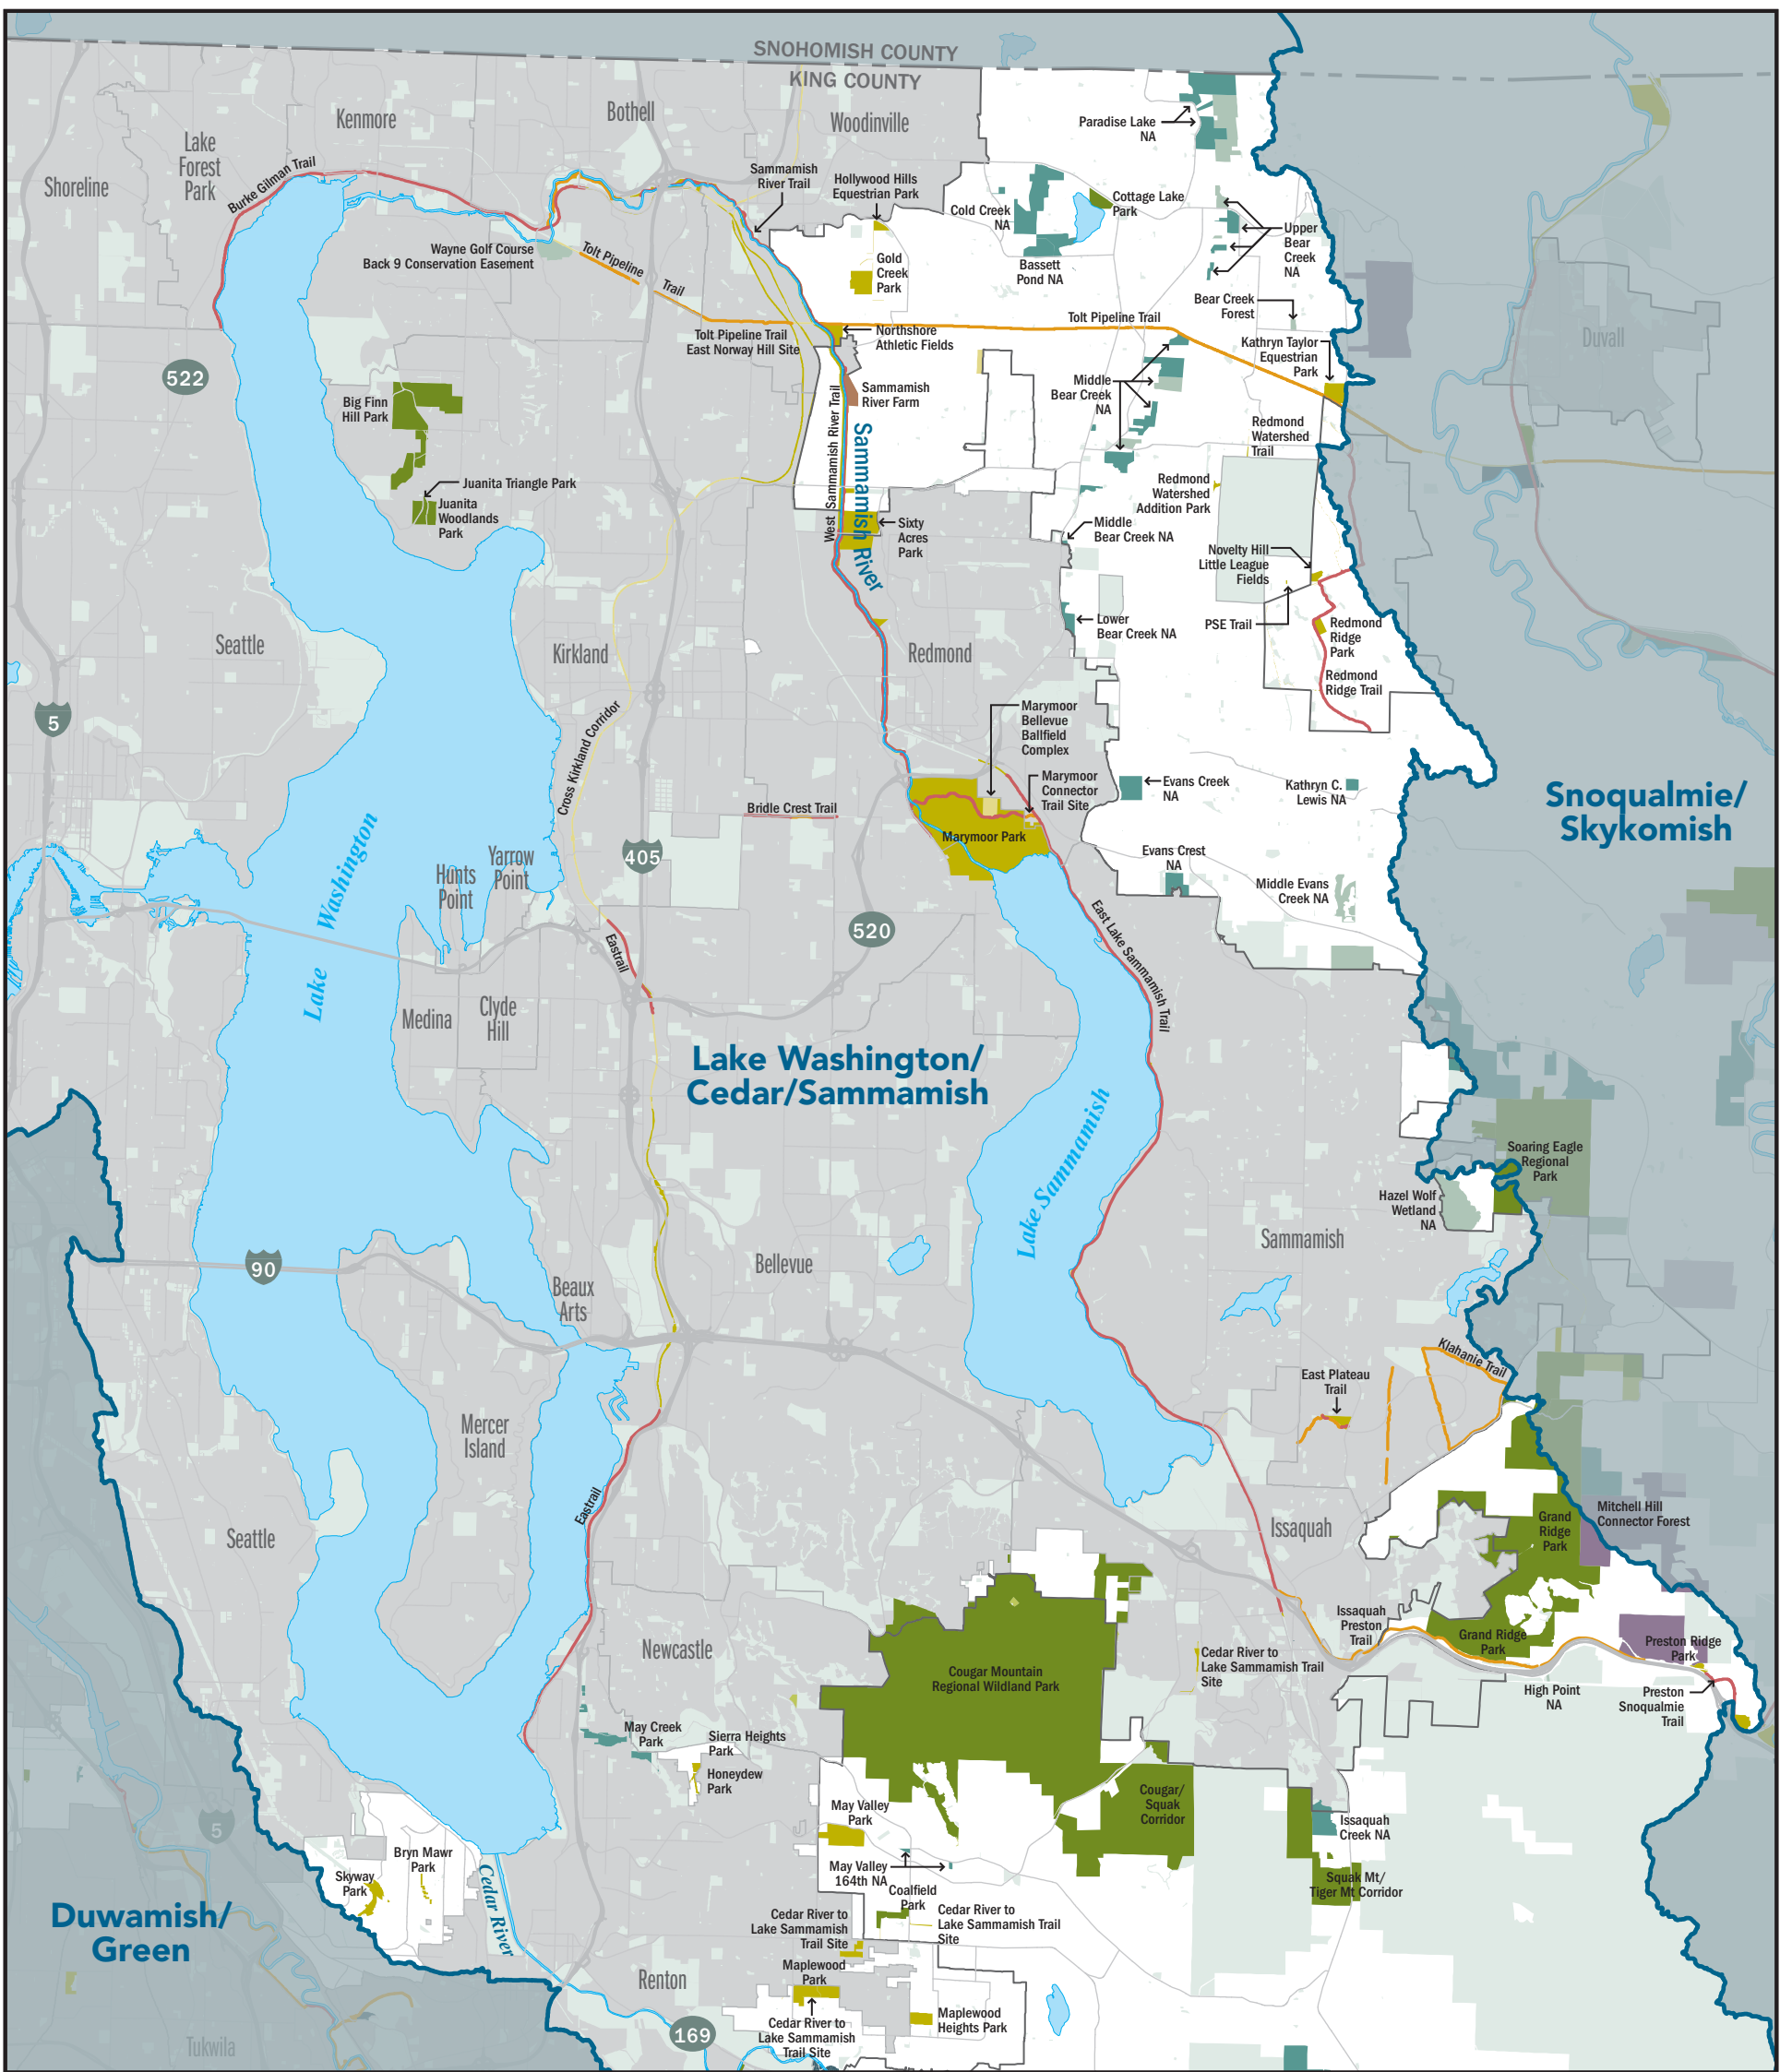 SNOHOMISH COUNTY
KING COUNTY
Kenmore
Bothell
Woodinville
Lake
Forest
Park
Shoreline
Burke Gilman Trail
Paradise Lake
NA
Sammamish
River Trail
Hollywood Hills
Equestrian Park
Cold Creek
NA
Cottage Lake
Park
Bassett
Pond NA
Upper
Bear
Creek
NA
Wayne Golf Course
Back 9 Conservation Easement
Tolt Pipeline
Trail
Gold
Creek
Park
Bear Creek
Forest
Tolt Pipeline Trail
Tolt Pipeline Trail
East Norway Hill Site
Northshore
Athletic Fields
Kathryn Taylor
Equestrian
Park
Duvall
522
Big Finn
Hill Park
Sammamish
River Farm
Middle
Bear Creek
NA
West Sammamish River Trail
Sammamish River
Redmond
Watershed
Trail
Juanita Triangle Park
Juanita
Woodlands
Park
Redmond
Watershed
Addition Park
Sixty
Acres
Park
Middle
Bear Creek NA
Novelty Hill
Little League
Fields
Lower
Bear Creek NA
PSE Trail
Redmond
Ridge
Park
Redmond
Ridge Trail
Seattle
Kirkland
Redmond
5
Cross Kirkland Corridor
Marymoor
Bellevue
Ballfield
Complex
Marymoor
Connector
Trail Site
Evans Creek
NA
Kathryn C.
Lewis NA
Snoqualmie/
Skykomish
Bridle Crest Trail
Marymoor Park
405
Evans Crest
NA
Middle Evans
Creek NA
Lake Washington
Hunts
Point
Yarrow
Point
520
East Lake Sammamish Trail
Eastrail
Medina
Clyde
Hill
Lake Washington/
Cedar/Sammamish
Lake Sammamish
Soaring Eagle
Regional
Park
Hazel Wolf
Wetland
NA
Sammamish
90
Bellevue
Beaux
Arts
Klahanie Trail
East Plateau
Trail
Mercer
Island
Eastrail
Seattle
Issaquah
Grand
Ridge
Park
Mitchell Hill
Connector Forest
Issaquah
Preston
Trail
Grand Ridge
Park
Preston Ridge
Park
High Point
NA
Preston
Snoqualmie
Trail
Newcastle
Cougar Mountain
Regional Wildland Park
Cedar River to
Lake Sammamish Trail
Site
May Creek
Park
Sierra Heights
Park
Honeydew
Park
Cougar/
Squak
Corridor
May Valley
Park
Issaquah
Creek NA
5
Bryn Mawr
Park
Skyway
Park
May Valley
164th NA
Coalfield
Park
Squak Mt/
Tiger Mt Corridor
Cedar River
Duwamish/
Green
Cedar River to
Lake Sammamish
Trail Site
Cedar River to
Lake Sammamish Trail
Site
Renton
Maplewood
Park
Maplewood
Heights Park
Cedar River to
Lake Sammamish
Trail Site
169
Tukwila